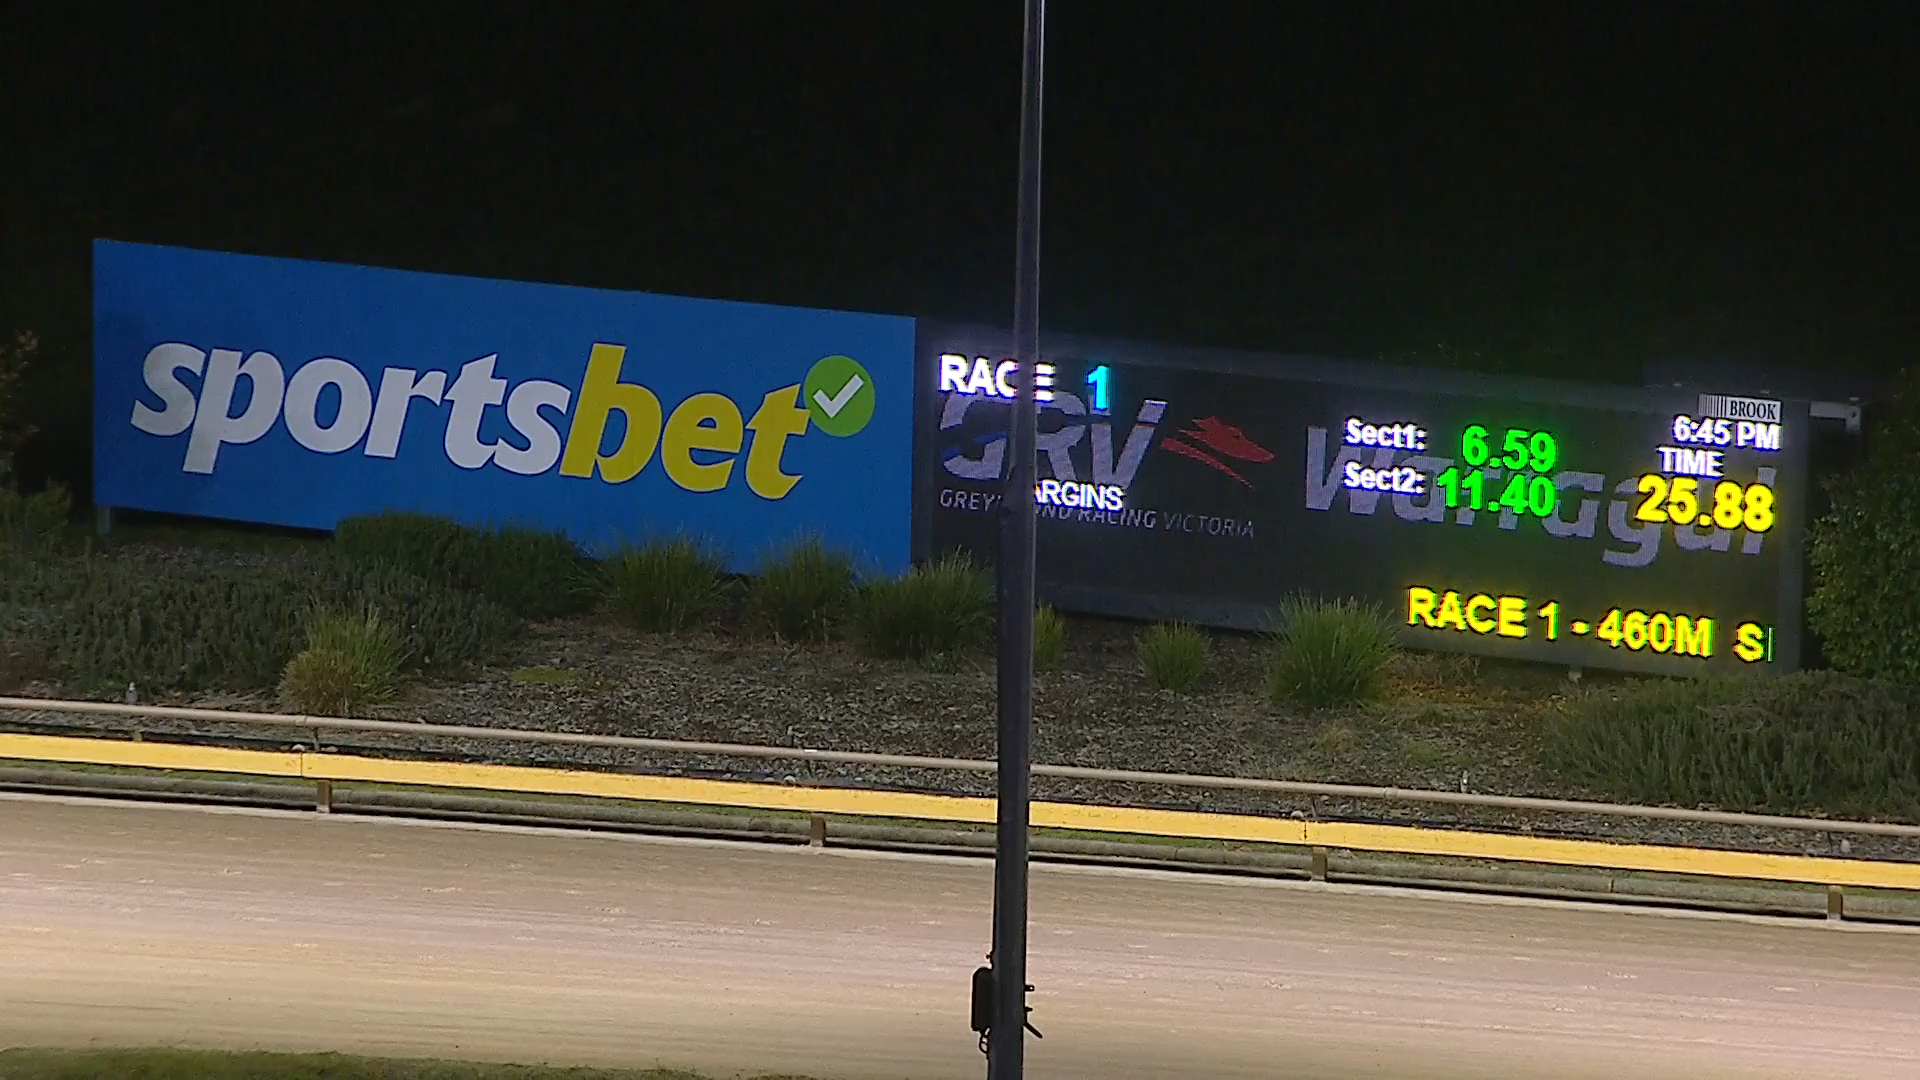 sportsbet
RACE 1
GRV
MARGINS
GREYHOUND RACING VICTORIA
Warragul
Sect1: 6.59
Sect2: 11.40
BROOK
6:45 PM
TIME
25.88
RACE 1 - 460M S